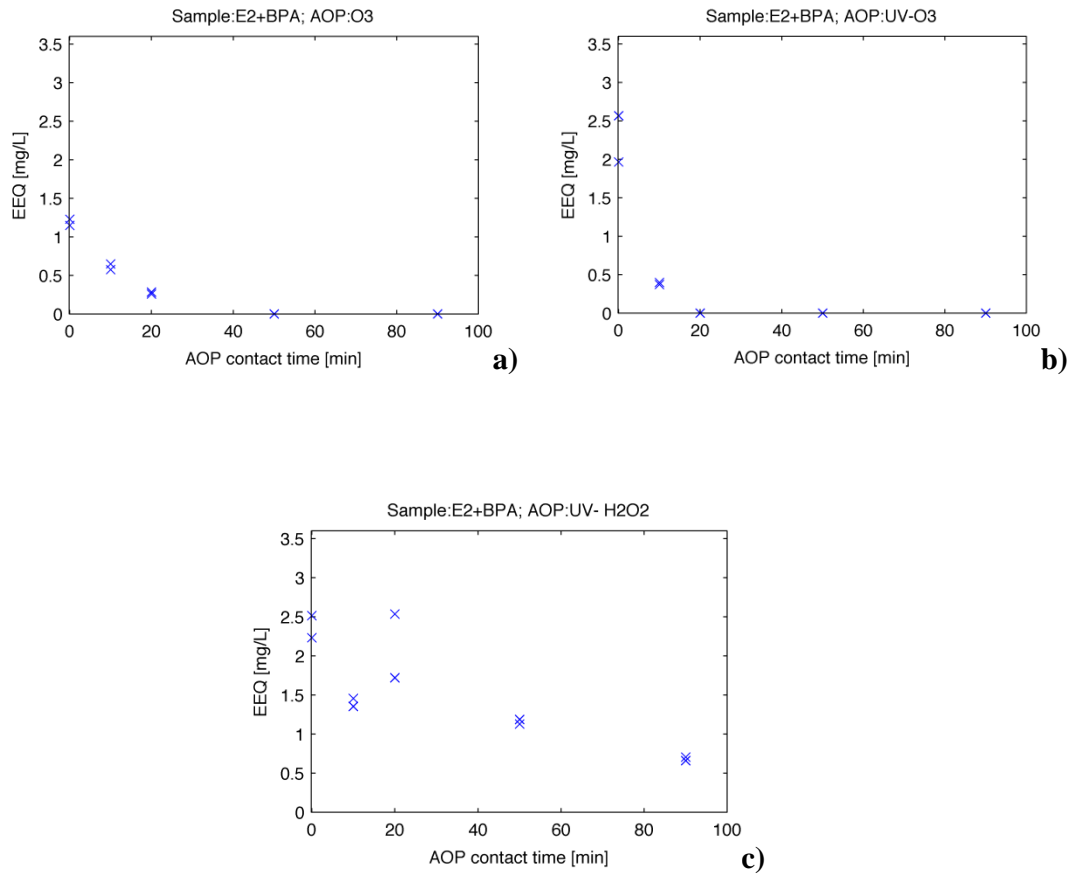 Sample:E2+BPA; AOP:O3
3.5
3
2.5
2
1.5
1
0.5
0
EEQ [mg/L]
0 20 40 60 80 100
AOP contact time [min]
a)
Sample:E2+BPA; AOP:UV-O3
3.5
3
2.5
2
1.5
1
0.5
0
EEQ [mg/L]
0 20 40 60 80 100
AOP contact time [min]
b)
Sample:E2+BPA; AOP:UV- H2O2
3.5
3
2.5
2
1.5
1
0.5
0
EEQ [mg/L]
0 20 40 60 80 100
AOP contact time [min]
c)